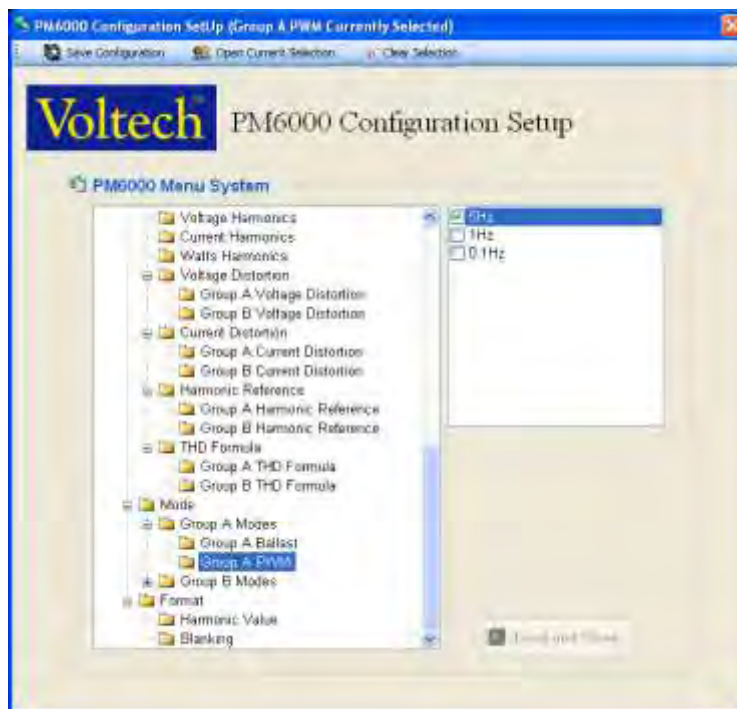 PM6000 Configuration SetUp (Group A PWM Currently Selected)
Save Configuration Open Current Selection Clear Selection
Voltech PM6000 Configuration Setup
PM6000 Menu System
Voltage Harmonics
Current Harmonics
Watts Harmonics
Voltage Distortion
Group A Voltage Distortion
Group B Voltage Distortion
Current Distortion
Group A Current Distortion
Group B Current Distortion
Harmonic Reference
Group A Harmonic Reference
Group B Harmonic Reference
THD Formula
Group A THD Formula
Group B THD Formula
Mode
Group A Modes
Group A Ballast
Group A PWM
Group B Modes
Format
Harmonic Value
Blanking
5Hz
1Hz
0.1Hz